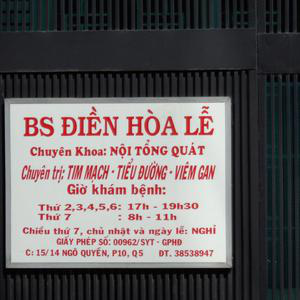 BS ĐIỀN HÒA LỄ
Chuyên Khoa: NỘI TỔNG QUÁT
Chuyên trị: TIM MẠCH - TIỂU ĐƯỜNG - VIÊM GAN
Giờ khám bệnh:
Thứ 2,3,4,5,6: 17h - 19h30
Thứ 7 : 8h - 11h
Chiều thứ 7, chủ nhật và ngày lễ: NGHỈ
GIẤY PHÉP SỐ: 00962/SYT - GPHĐ
C: 15/14 NGÔ QUYỀN, P10, Q5 ĐT. 38538947